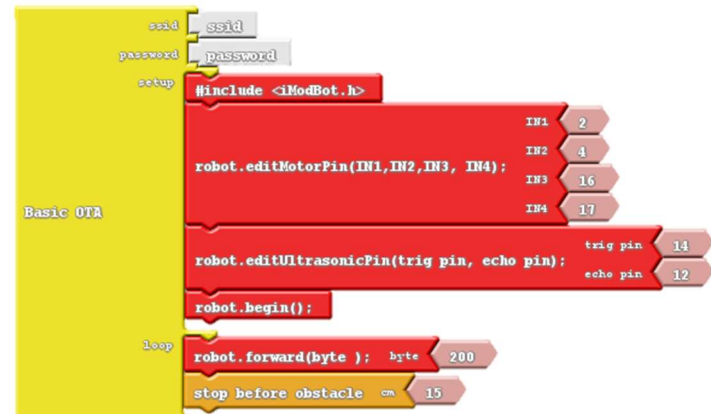 ssid ssid
password password
setup
#include <iModBot.h>
IN1 2
IN2 4
robot.editMotorPin(IN1,IN2,IN3, IN4);
IN3 16
IN4 17
Basic OTA
trig pin 14
robot.editUltrasonicPin(trig pin, echo pin);
echo pin 12
robot.begin();
loop
robot.forward(byte ); byte 200
stop before obstacle cm 15